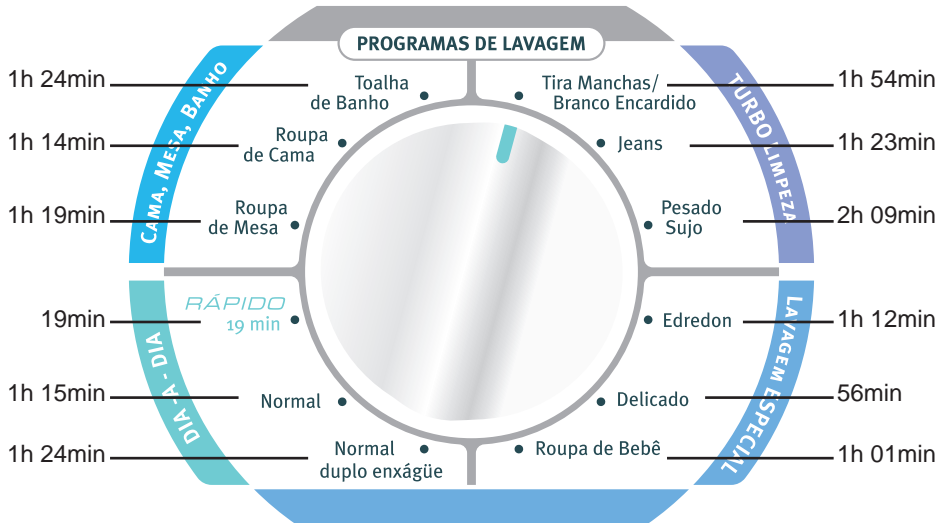 PROGRAMAS DE LAVAGEM
CAMA, MESA, BANHO
1h 24min
Toalha
de Banho
1h 14min
Roupa
de Cama
1h 19min
Roupa
de Mesa
TURBO LIMPEZA
Tira Manchas/
Branco Encardido
1h 54min
Jeans
1h 23min
Pesado
Sujo
2h 09min
DIA - A - DIA
19min
RÁPIDO
19 min
1h 15min
Normal
1h 24min
Normal
duplo enxágüe
LAVAGEM ESPECIAL
Edredon
1h 12min
Delicado
56min
Roupa de Bebê
1h 01min